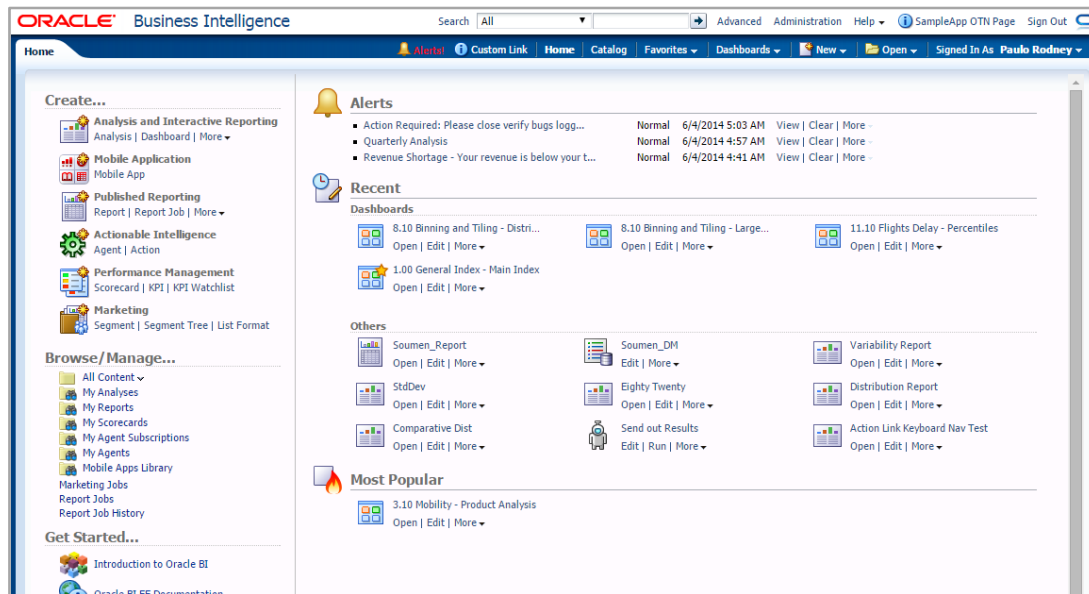 ORACLE Business Intelligence
Search All Advanced Administration Help SampleApp OTN Page Sign Out
Home
Alerts! Custom Link Home Catalog Favorites Dashboards New Open Signed In As Paulo Rodney
Create...
Analysis and Interactive Reporting
Analysis | Dashboard | More
Mobile Application
Mobile App
Published Reporting
Report | Report Job | More
Actionable Intelligence
Agent | Action
Performance Management
Scorecard | KPI | KPI Watchlist
Marketing
Segment | Segment Tree | List Format
Browse/Manage...
All Content
My Analyses
My Reports
My Scorecards
My Agent Subscriptions
My Agents
Mobile Apps Library
Marketing Jobs
Report Jobs
Report Job History
Get Started...
Introduction to Oracle BI
Oracle BI EE Documentation
Alerts
Action Required: Please close verify bugs logg... Normal 6/4/2014 5:03 AM View | Clear | More
Quarterly Analysis Normal 6/4/2014 4:57 AM View | Clear | More
Revenue Shortage - Your revenue is below your t... Normal 6/4/2014 4:41 AM View | Clear | More
Recent
Dashboards
8.10 Binning and Tiling - Distri... 8.10 Binning and Tiling - Large... 11.10 Flights Delay - Percentiles
Open | Edit | More Open | Edit | More Open | Edit | More
1.00 General Index - Main Index
Open | Edit | More
Others
Soumen_Report Soumen_DM Variability Report
Open | Edit | More Edit | More Open | Edit | More
StdDev Eighty Twenty Distribution Report
Open | Edit | More Open | Edit | More Open | Edit | More
Comparative Dist Send out Results Action Link Keyboard Nav Test
Open | Edit | More Edit | Run | More Open | Edit | More
Most Popular
3.10 Mobility - Product Analysis
Open | Edit | More